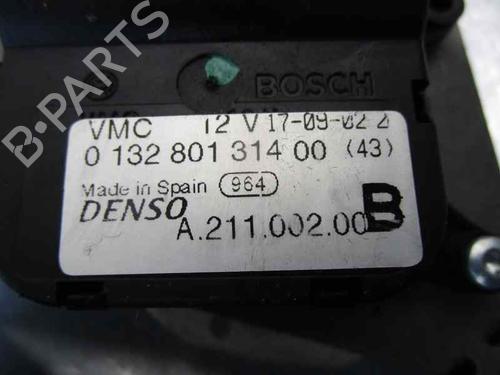 BOSCH
VMC 12 V 17-09-02 2
0 132 801 314 00 (43)
Made in Spain 964
DENSO
A.211.002.00 B
B-PARTS